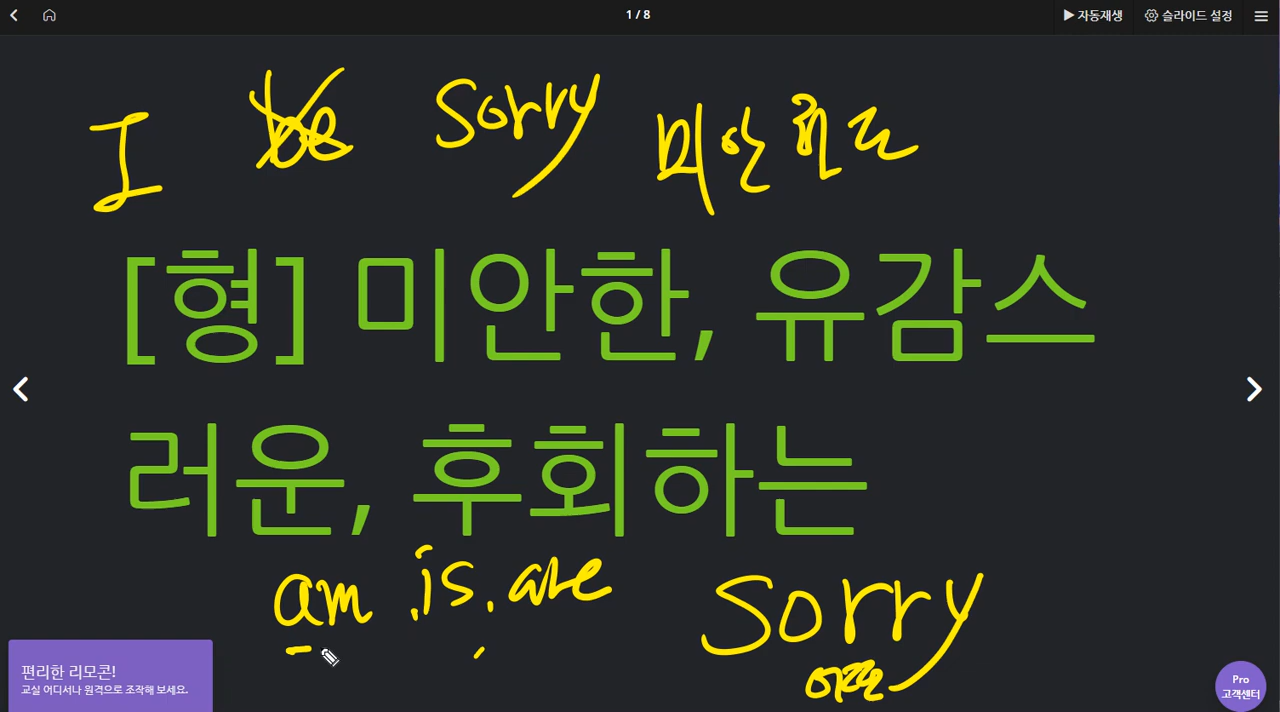 1 / 8
자동재생
슬라이드 설정
I be sorry 미안한
[형] 미안한, 유감스
러운, 후회하는
am . is . are
Sorry
편리한 리모콘!
교실 어디서나 원격으로 조작해 보세요.
Pro
고객센터